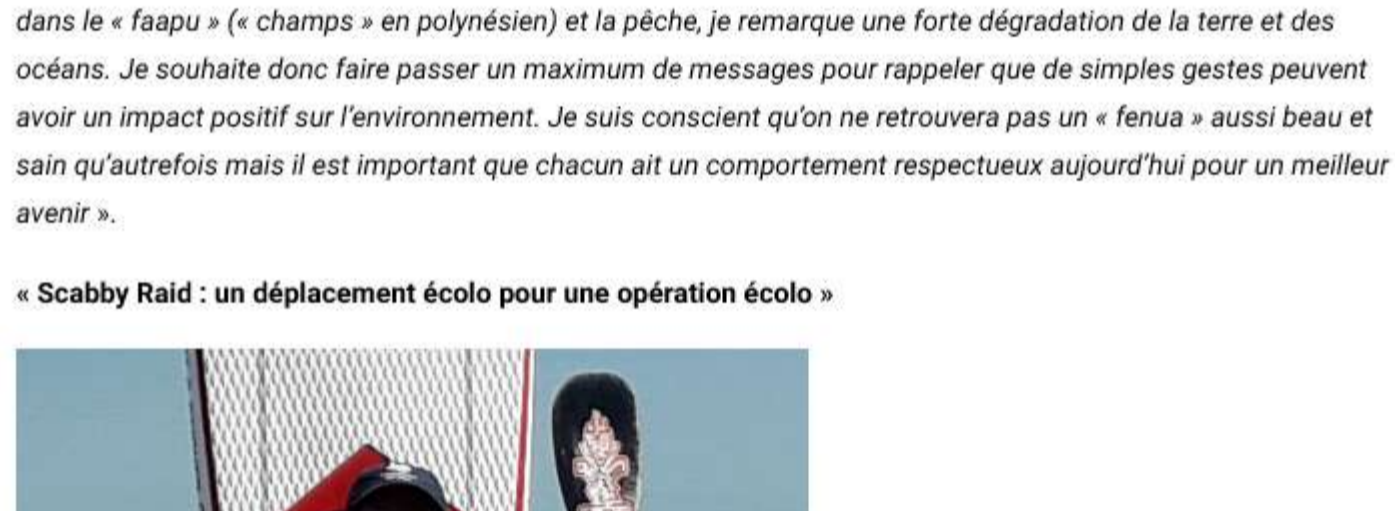 dans le « faapu » (« champs » en polynésien) et la pêche, je remarque une forte dégradation de la terre et des
océans. Je souhaite donc faire passer un maximum de messages pour rappeler que de simples gestes peuvent
avoir un impact positif sur l'environnement. Je suis conscient qu'on ne retrouvera pas un « fenua » aussi beau et
sain qu'autrefois mais il est important que chacun ait un comportement respectueux aujourd'hui pour un meilleur
avenir ».
« Scabby Raid : un déplacement écolo pour une opération écolo »